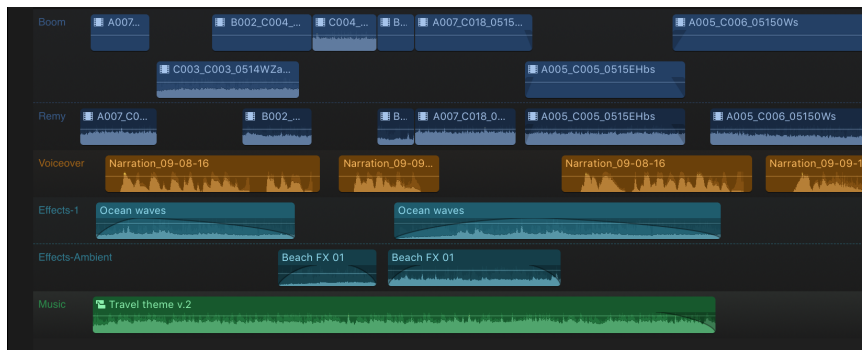 Boom
A007...
B002_C004_...
C004_...
B...
A007_C018_0515...
A005_C006_05150Ws
C003_C003_0514WZa...
A005_C005_0515EHbs
Remy
A007_C0...
B002_...
B...
A007_C018_0...
A005_C005_0515EHbs
A005_C006_05150Ws
Voiceover
Narration_09-08-16
Narration_09-09...
Narration_09-08-16
Narration_09-09-1
Effects-1
Ocean waves
Ocean waves
Effects-Ambient
Beach FX 01
Beach FX 01
Music
Travel theme v.2